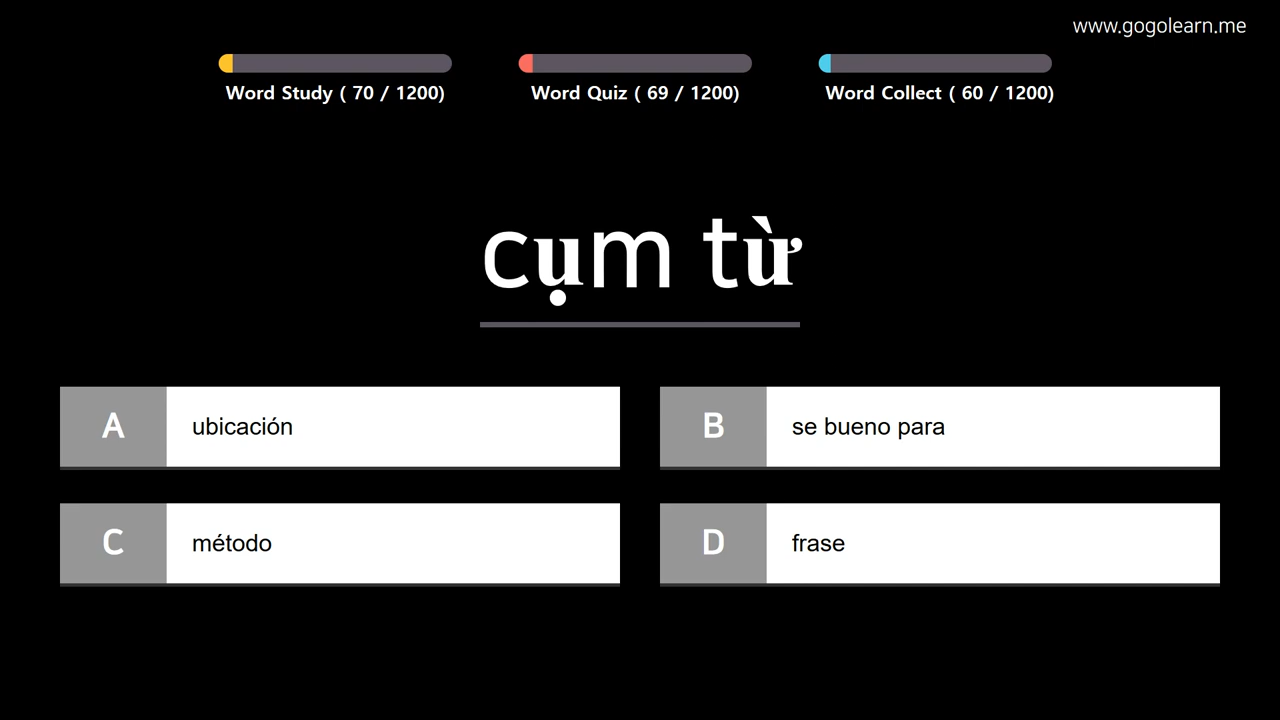 www.gogolearn.me
Word Study ( 70 / 1200)
Word Quiz ( 69 / 1200)
Word Collect ( 60 / 1200)
cụm từ
A ubicación
B se bueno para
C método
D frase